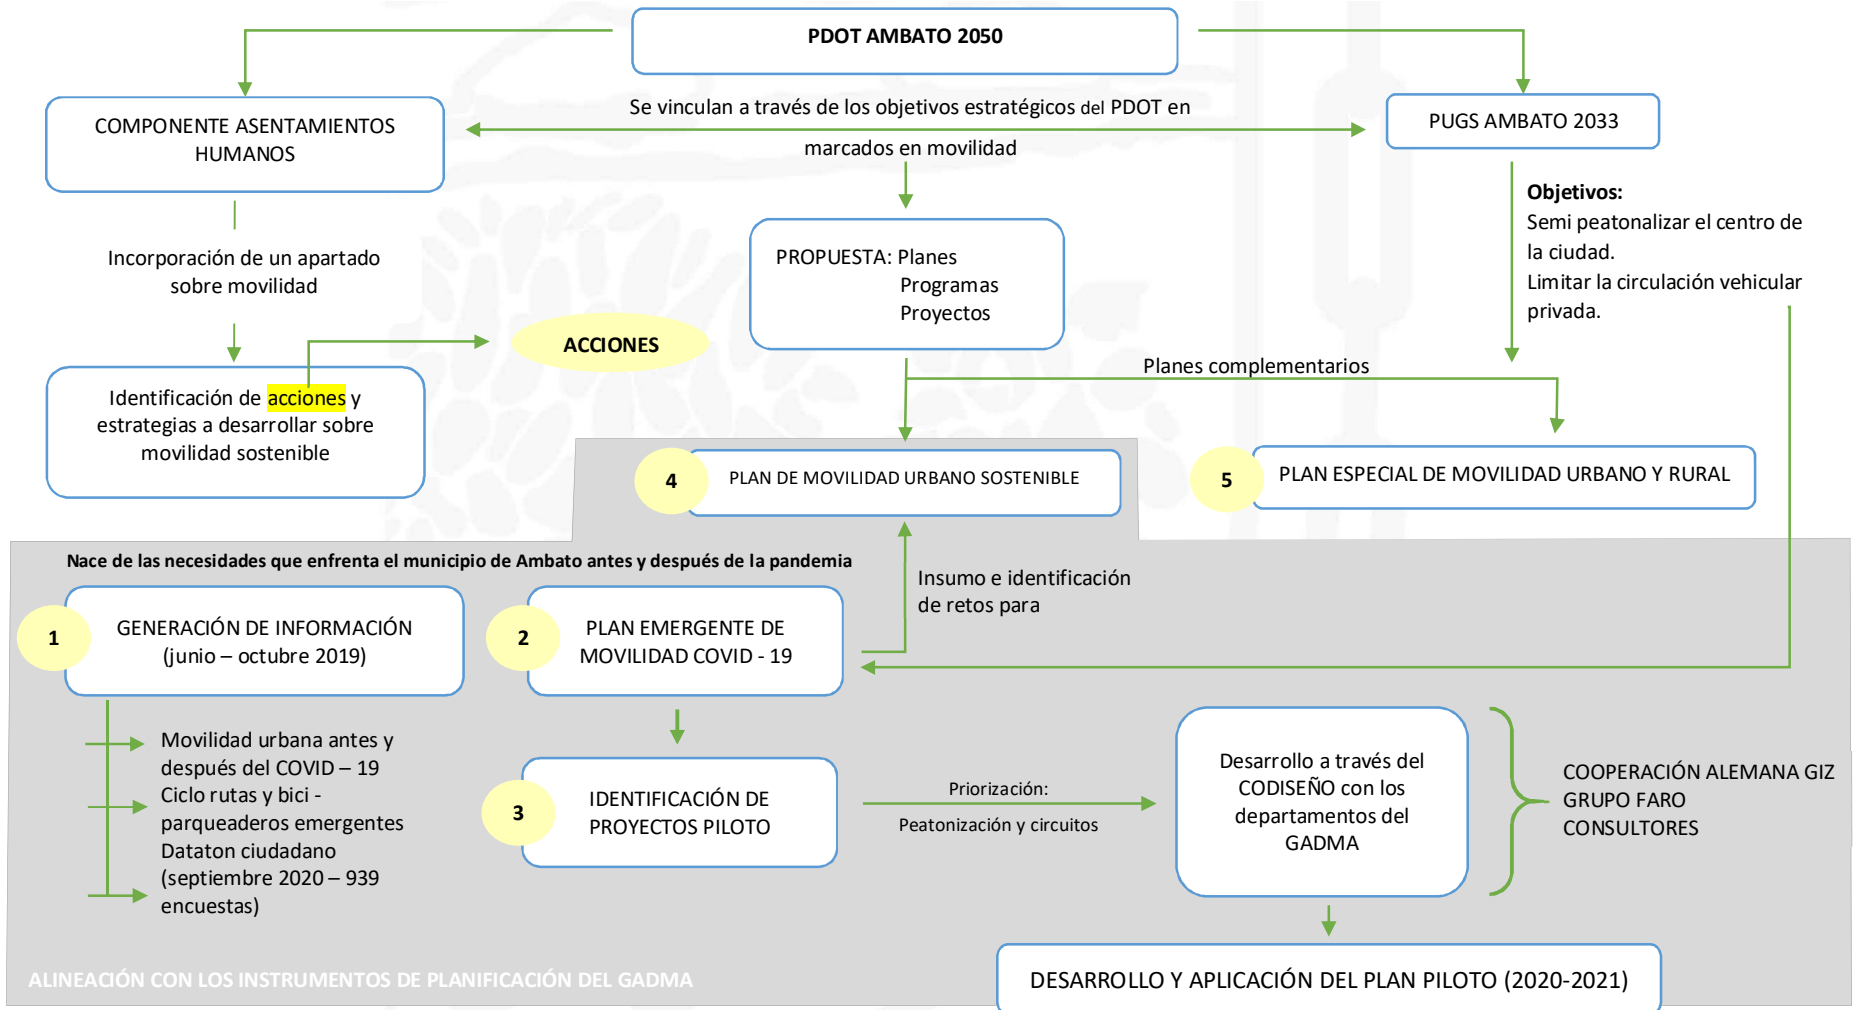 PDOT AMBATO 2050
COMPONENTE ASENTAMIENTOS
HUMANOS
Se vinculan a través de los objetivos estratégicos del PDOT en
marcados en movilidad
PUGS AMBATO 2033
Incorporación de un apartado
sobre movilidad
PROPUESTA: Planes
Programas
Proyectos
Objetivos:
Semi peatonalizar el centro de
la ciudad.
Limitar la circulación vehicular
privada.
ACCIONES
Identificación de acciones y
estrategias a desarrollar sobre
movilidad sostenible
Planes complementarios
4
PLAN DE MOVILIDAD URBANO SOSTENIBLE
5
PLAN ESPECIAL DE MOVILIDAD URBANO Y RURAL
Nace de las necesidades que enfrenta el municipio de Ambato antes y después de la pandemia
Insumo e identificación
de retos para
1
GENERACIÓN DE INFORMACIÓN
(junio – octubre 2019)
2
PLAN EMERGENTE DE
MOVILIDAD COVID - 19
Movilidad urbana antes y
después del COVID – 19
Ciclo rutas y bici -
parqueaderos emergentes
Dataton ciudadano
(septiembre 2020 – 939
encuestas)
3
IDENTIFICACIÓN DE
PROYECTOS PILOTO
Priorización:
Peatonización y circuitos
Desarrollo a través del
CODISEÑO con los
departamentos del
GADMA
COOPERACIÓN ALEMANA GIZ
GRUPO FARO
CONSULTORES
ALINEACIÓN CON LOS INSTRUMENTOS DE PLANIFICACIÓN DEL GADMA
DESARROLLO Y APLICACIÓN DEL PLAN PILOTO (2020-2021)